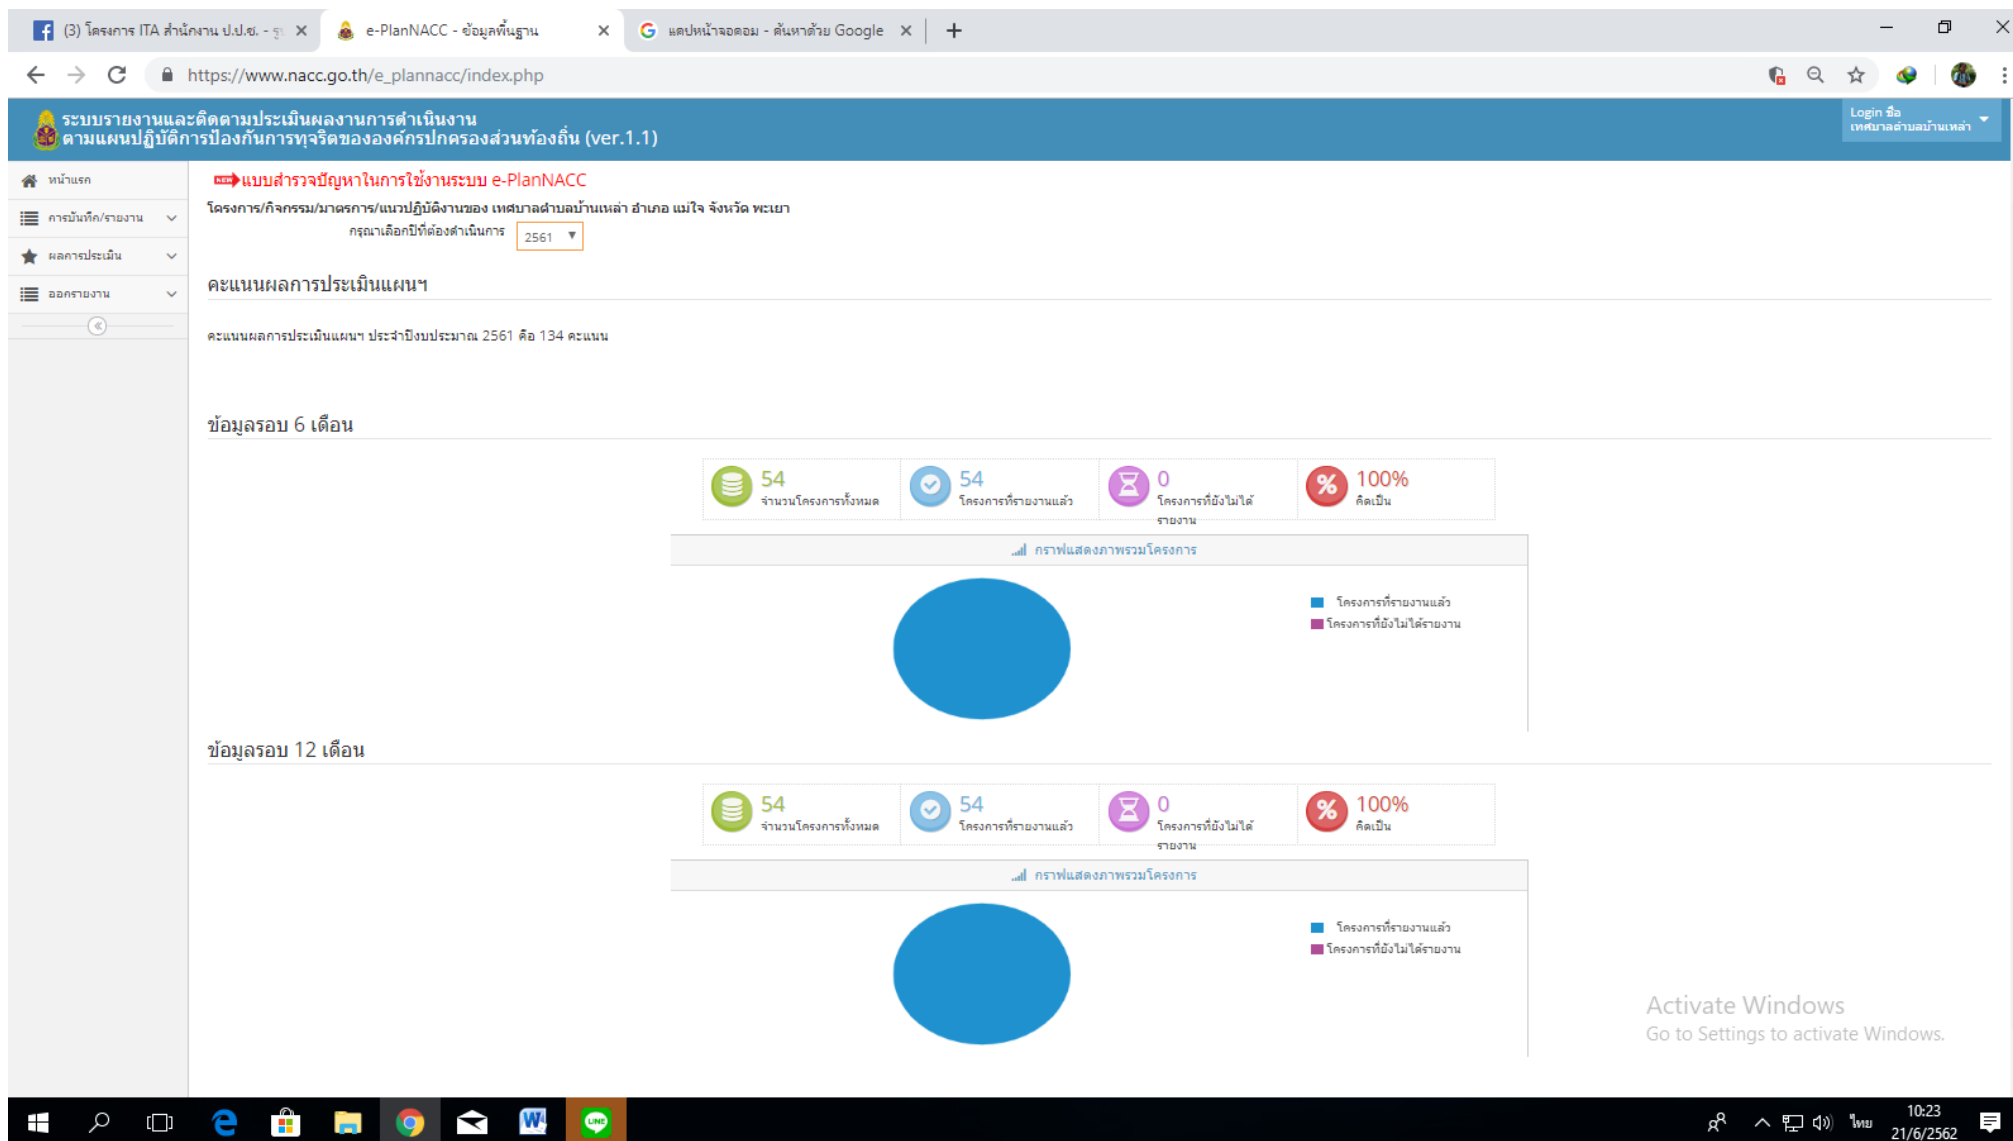 (3) โครงการ ITA สำนักงาน ป.ป.ช. - รูป
e-PlanNACC - ข้อมูลพื้นฐาน
แคปหน้าจอคอม - ค้นหาด้วย Google
https://www.nacc.go.th/e_plannacc/index.php
ระบบรายงานและติดตามประเมินผลงานการดำเนินงาน
ตามแผนปฏิบัติการป้องกันการทุจริตขององค์กรปกครองส่วนท้องถิ่น (ver.1.1)
Login ชื่อ
เทศบาลตำบลบ้านเหล่า
หน้าแรก
การบันทึก/รายงาน
ผลการประเมิน
ออกรายงาน
NEW แบบสำรวจปัญหาในการใช้งานระบบ e-PlanNACC
โครงการ/กิจกรรม/มาตรการ/แนวปฏิบัติงานของ เทศบาลตำบลบ้านเหล่า อำเภอ แม่ใจ จังหวัด พะเยา
กรุณาเลือกปีที่ต้องดำเนินการ 2561
คะแนนผลการประเมินแผนฯ
คะแนนผลการประเมินแผนฯ ประจำปีงบประมาณ 2561 คือ 134 คะแนน
ข้อมูลรอบ 6 เดือน
54
จำนวนโครงการทั้งหมด
54
โครงการที่รายงานแล้ว
0
โครงการที่ยังไม่ได้
รายงาน
100%
คิดเป็น
กราฟแสดงภาพรวมโครงการ
โครงการที่รายงานแล้ว
โครงการที่ยังไม่ได้รายงาน
ข้อมูลรอบ 12 เดือน
54
จำนวนโครงการทั้งหมด
54
โครงการที่รายงานแล้ว
0
โครงการที่ยังไม่ได้
รายงาน
100%
คิดเป็น
กราฟแสดงภาพรวมโครงการ
โครงการที่รายงานแล้ว
โครงการที่ยังไม่ได้รายงาน
Activate Windows
Go to Settings to activate Windows.
LINE
ไทย
10:23
21/6/2562